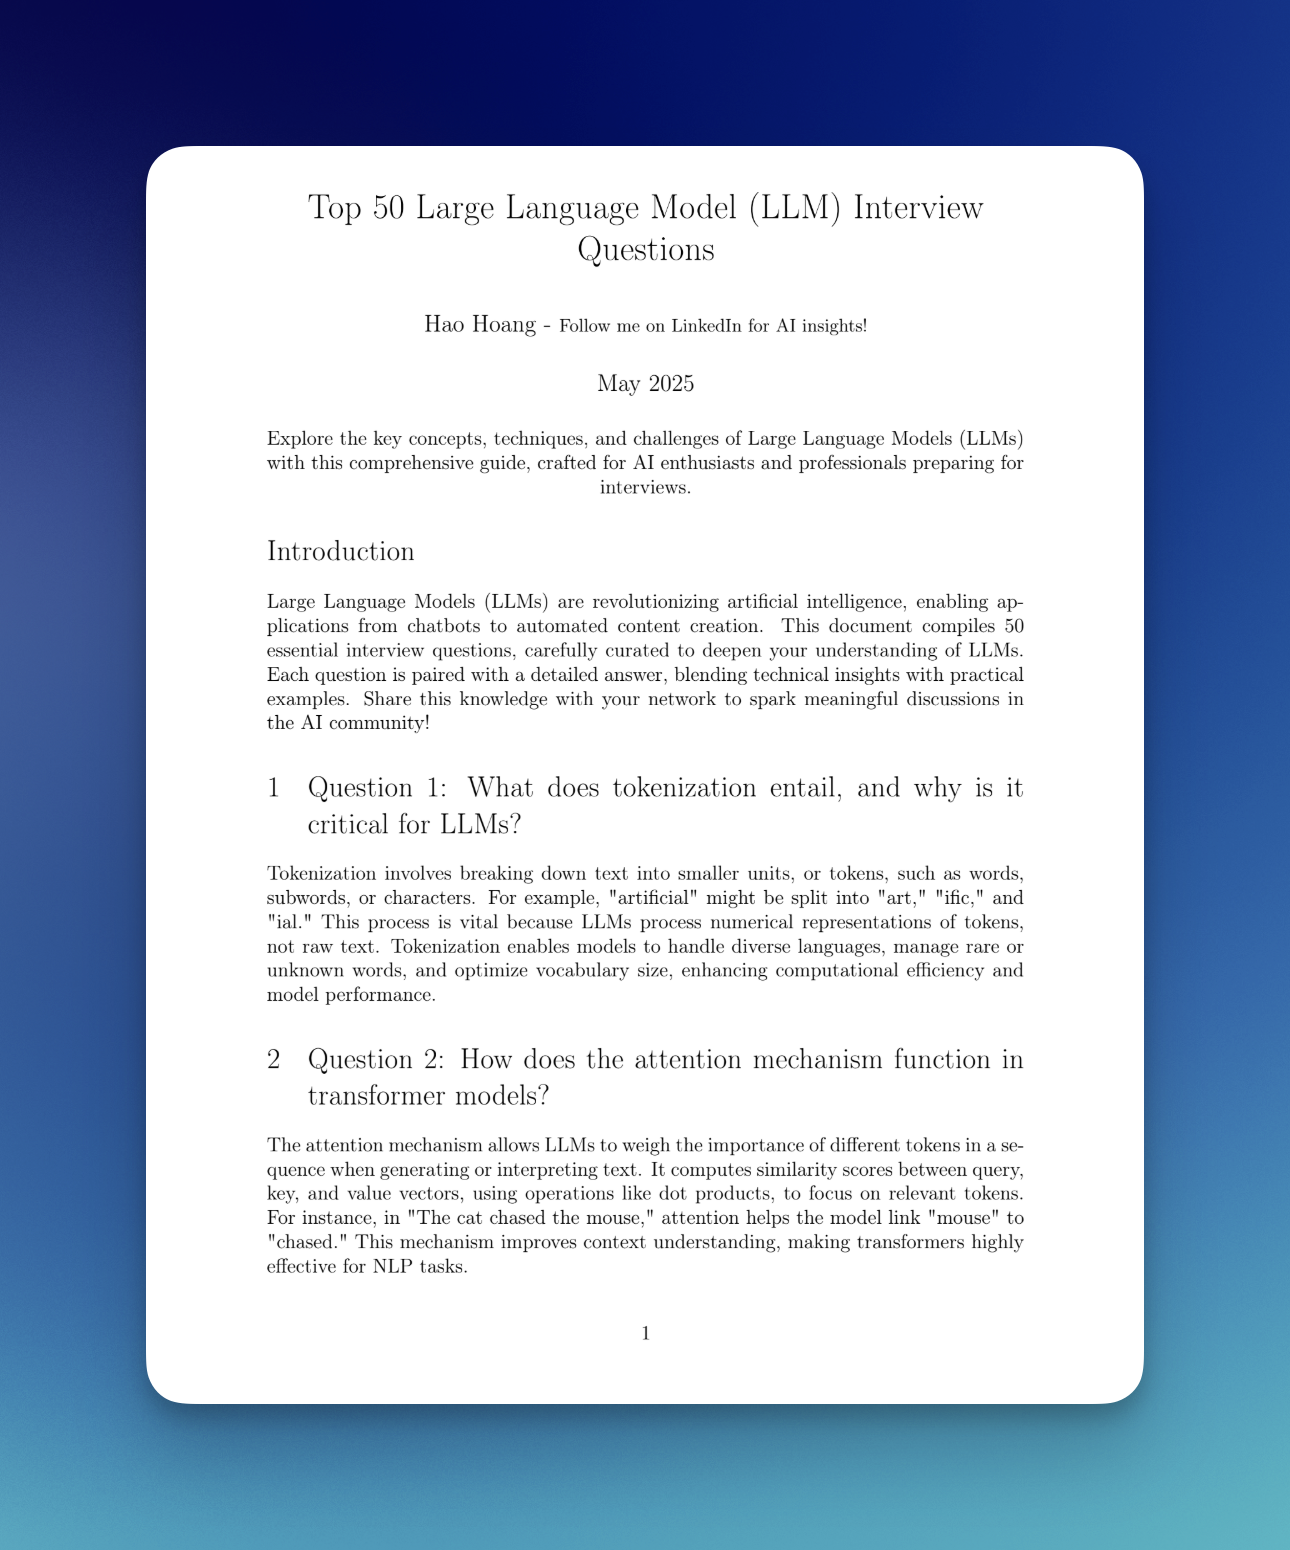 Top 50 Large Language Model (LLM) Interview
Questions
Hao Hoang - Follow me on LinkedIn for AI insights!
May 2025
Explore the key concepts, techniques, and challenges of Large Language Models (LLMs)
with this comprehensive guide, crafted for AI enthusiasts and professionals preparing for
interviews.
Introduction
Large Language Models (LLMs) are revolutionizing artificial intelligence, enabling ap-
plications from chatbots to automated content creation. This document compiles 50
essential interview questions, carefully curated to deepen your understanding of LLMs.
Each question is paired with a detailed answer, blending technical insights with practical
examples. Share this knowledge with your network to spark meaningful discussions in
the AI community!
1 Question 1: What does tokenization entail, and why is it
critical for LLMs?
Tokenization involves breaking down text into smaller units, or tokens, such as words,
subwords, or characters. For example, "artificial" might be split into "art," "ific," and
"ial." This process is vital because LLMs process numerical representations of tokens,
not raw text. Tokenization enables models to handle diverse languages, manage rare or
unknown words, and optimize vocabulary size, enhancing computational efficiency and
model performance.
2 Question 2: How does the attention mechanism function in
transformer models?
The attention mechanism allows LLMs to weigh the importance of different tokens in a se-
quence when generating or interpreting text. It computes similarity scores between query,
key, and value vectors, using operations like dot products, to focus on relevant tokens.
For instance, in "The cat chased the mouse," attention helps the model link "mouse" to
"chased." This mechanism improves context understanding, making transformers highly
effective for NLP tasks.
1